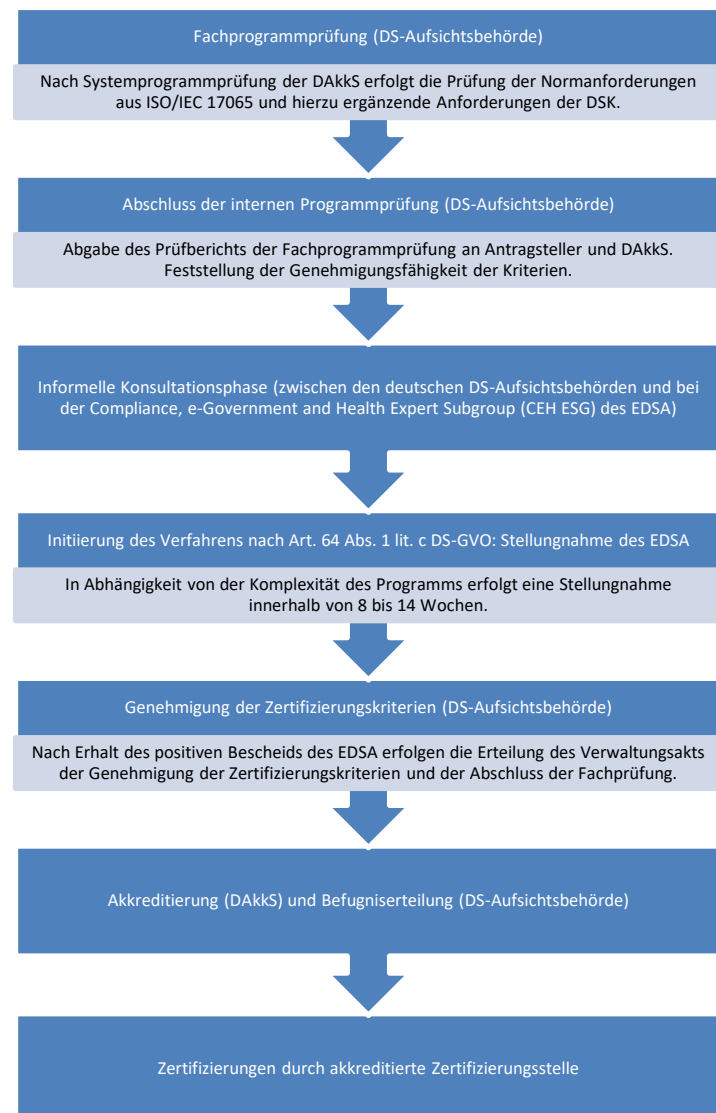 Fachprogrammprüfung (DS-Aufsichtsbehörde)
Nach Systemprogrammprüfung der DAkkS erfolgt die Prüfung der Normanforderungen
aus ISO/IEC 17065 und hierzu ergänzende Anforderungen der DSK.
Abschluss der internen Programmprüfung (DS-Aufsichtsbehörde)
Abgabe des Prüfberichts der Fachprogrammprüfung an Antragsteller und DAkkS.
Feststellung der Genehmigungsfähigkeit der Kriterien.
Informelle Konsultationsphase (zwischen den deutschen DS-Aufsichtsbehörden und bei
der Compliance, e-Government and Health Expert Subgroup (CEH ESG) des EDSA)
Initiierung des Verfahrens nach Art. 64 Abs. 1 lit. c DS-GVO: Stellungnahme des EDSA
In Abhängigkeit von der Komplexität des Programms erfolgt eine Stellungnahme
innerhalb von 8 bis 14 Wochen.
Genehmigung der Zertifizierungskriterien (DS-Aufsichtsbehörde)
Nach Erhalt des positiven Bescheids des EDSA erfolgen die Erteilung des Verwaltungsakts
der Genehmigung der Zertifizierungskriterien und der Abschluss der Fachprüfung.
Akkreditierung (DAkkS) und Befugniserteilung (DS-Aufsichtsbehörde)
Zertifizierungen durch akkreditierte Zertifizierungsstelle